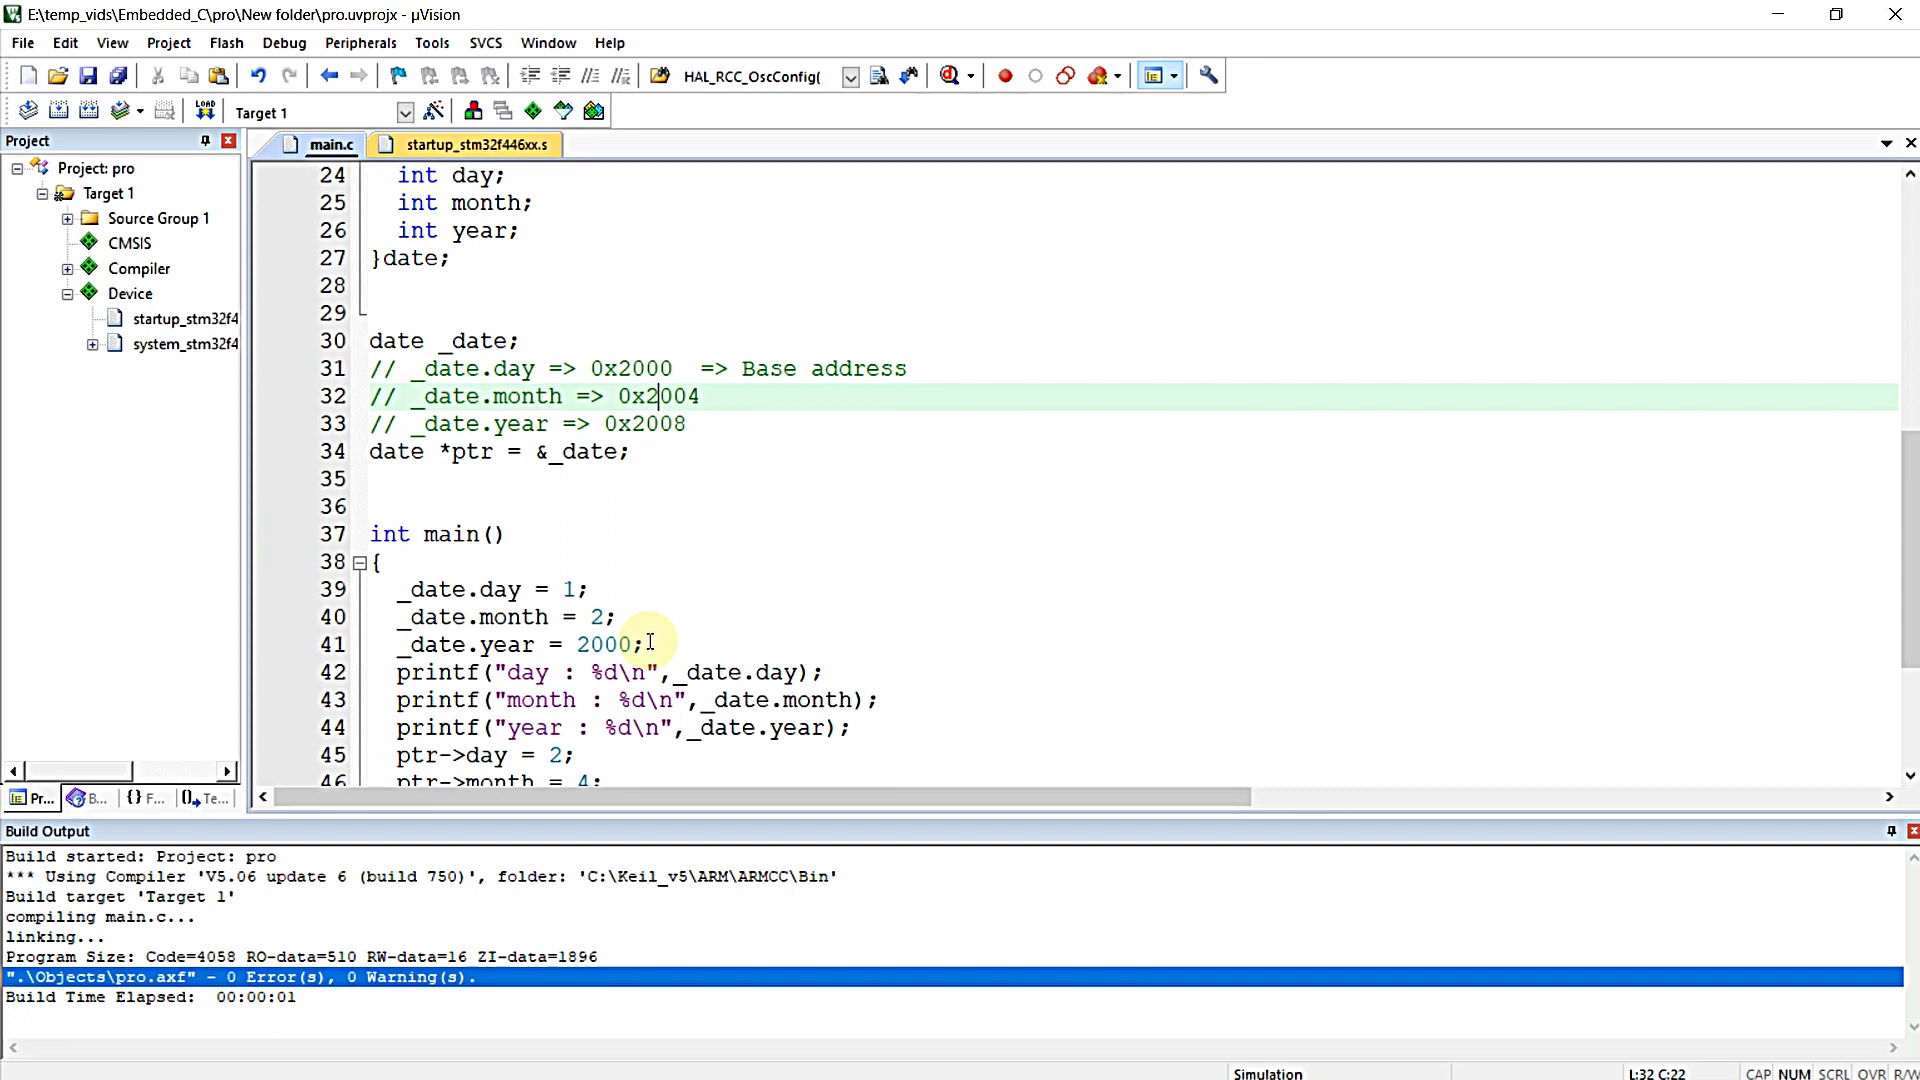 E:\temp_vids\Embedded_C\pro\New folder\pro.uvprojx - µVision
File Edit View Project Flash Debug Peripherals Tools SVCS Window Help
HAL_RCC_OscConfig(
LOAD Target 1
Project
main.c startup_stm32f446xx.s
Project: pro
Target 1
Source Group 1
CMSIS
Compiler
Device
startup_stm32f4
system_stm32f4
24 int day;
25 int month;
26 int year;
27 }date;
28
29
30 date _date;
31 // _date.day => 0x2000 => Base address
32 // _date.month => 0x2004
33 // _date.year => 0x2008
34 date *ptr = &_date;
35
36
37 int main()
38 {
39 _date.day = 1;
40 _date.month = 2;
41 _date.year = 2000;
42 printf("day : %d\n",_date.day);
43 printf("month : %d\n",_date.month);
44 printf("year : %d\n",_date.year);
45 ptr->day = 2;
46 ptr->month = 4;
Pr... B... {} F... Te...
Build Output
Build started: Project: pro
*** Using Compiler 'V5.06 update 6 (build 750)', folder: 'C:\Keil_v5\ARM\ARMCC\Bin'
Build target 'Target 1'
compiling main.c...
linking...
Program Size: Code=4058 RO-data=510 RW-data=16 ZI-data=1896
".\Objects\pro.axf" - 0 Error(s), 0 Warning(s).
Build Time Elapsed: 00:00:01
Simulation L:32 C:22 CAP NUM SCRL OVR R/W